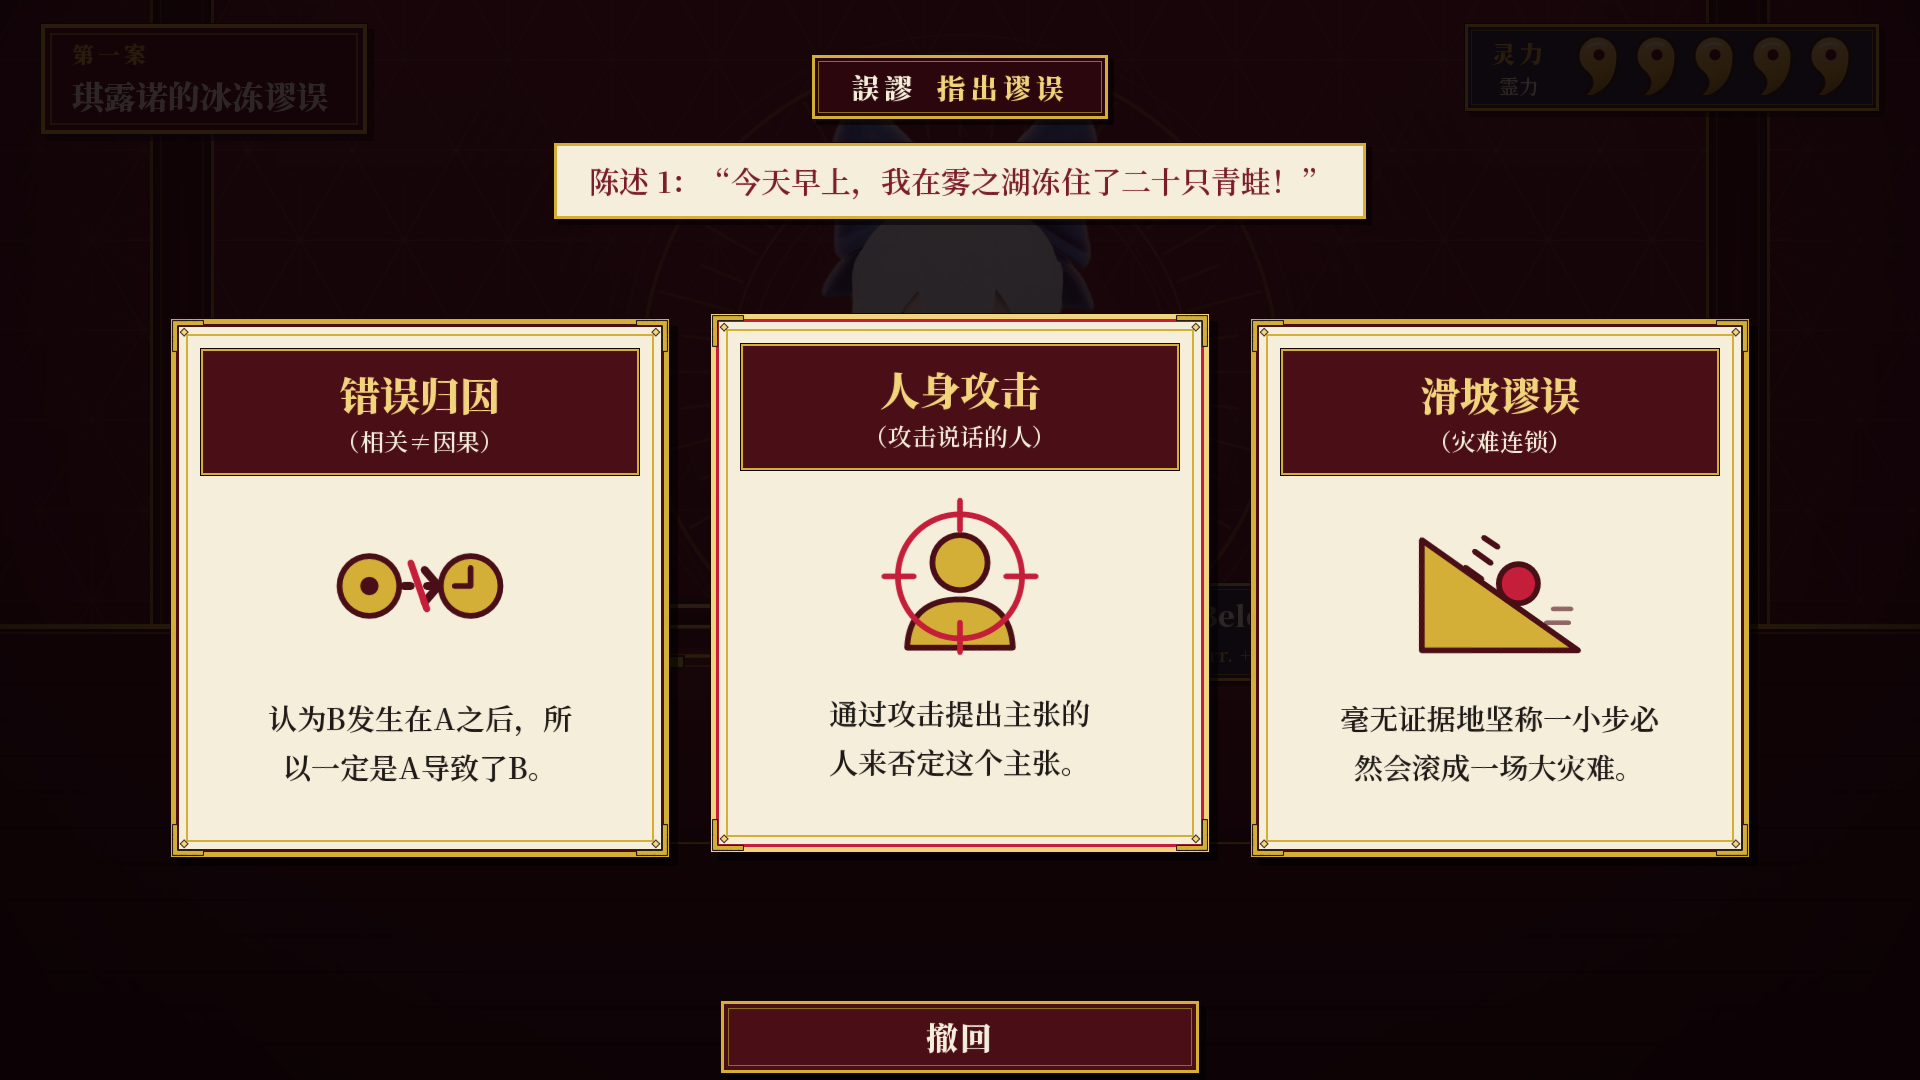 第一案
琪露诺的冰冻谬误
灵力
霊力
誤謬 指出谬误
陈述 1：“今天早上，我在雾之湖冻住了二十只青蛙！”
错误归因
（相关≠因果）
认为B发生在A之后，所
以一定是A导致了B。
人身攻击
（攻击说话的人）
通过攻击提出主张的
人来否定这个主张。
滑坡谬误
（灾难连锁）
毫无证据地坚称一小步必
然会滚成一场大灾难。
撤回